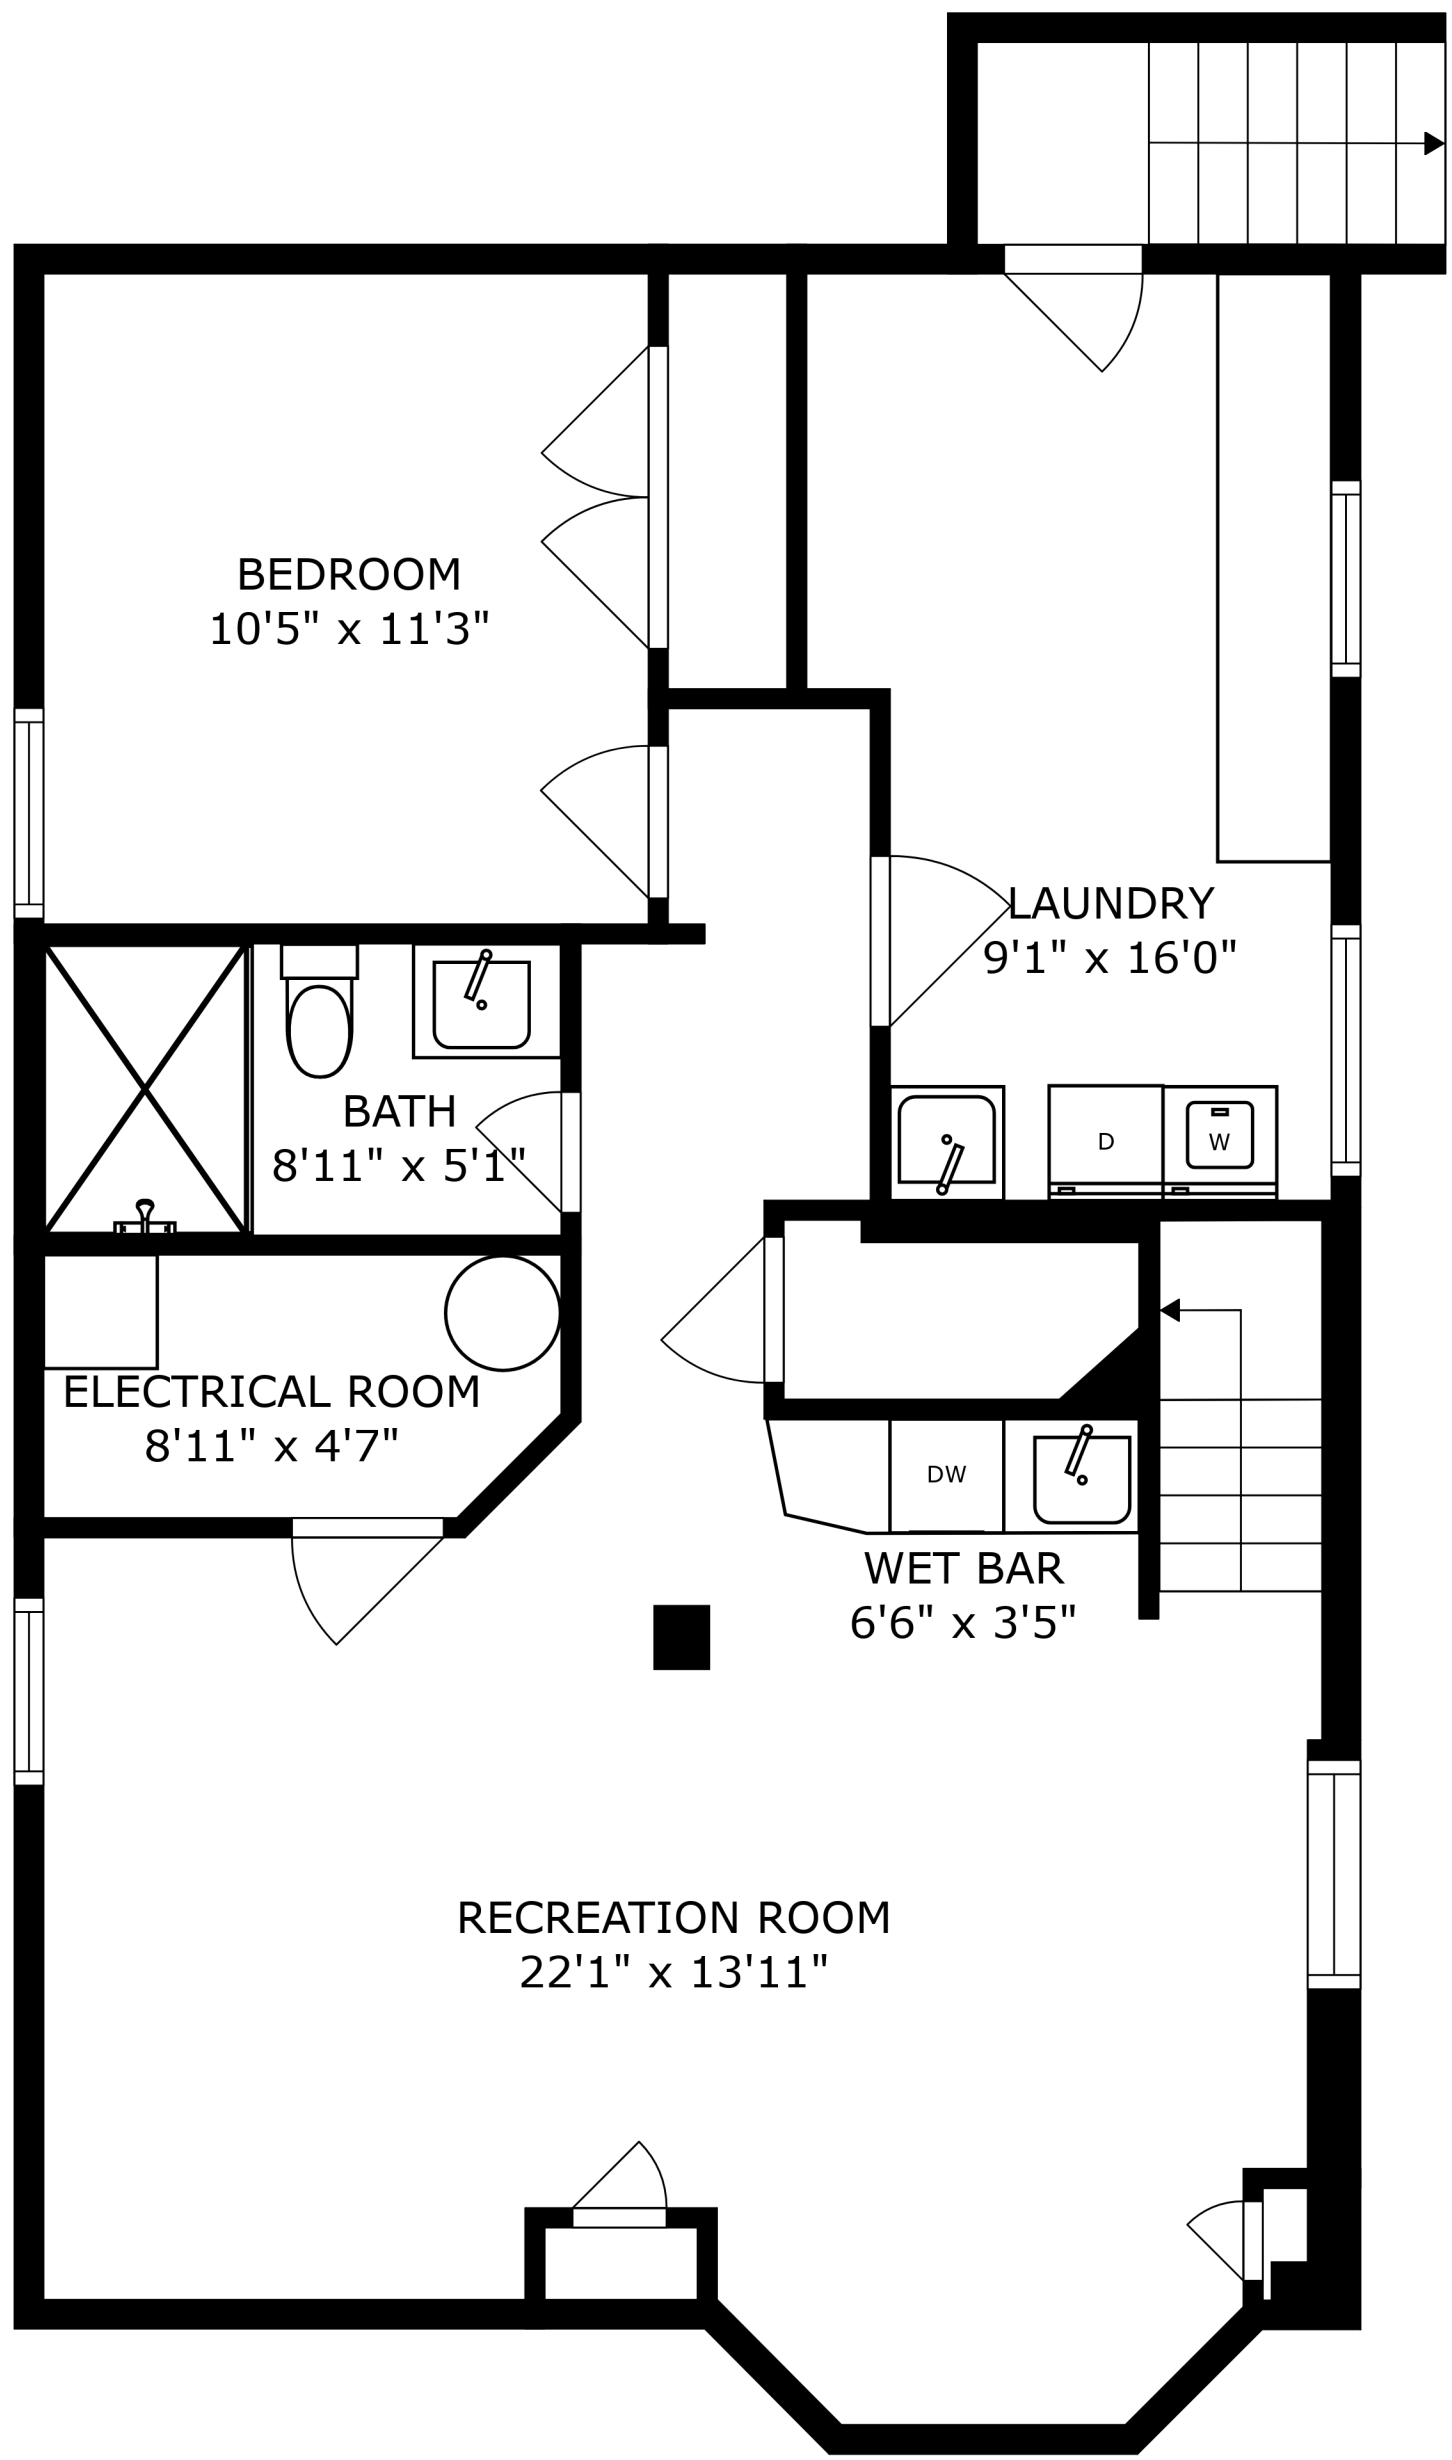 BEDROOM
10'5" x 11'3"
LAUNDRY
9'1" x 16'0"
BATH
8'11" x 5'1"
D
W
ELECTRICAL ROOM
8'11" x 4'7"
DW
WET BAR
6'6" x 3'5"
RECREATION ROOM
22'1" x 13'11"